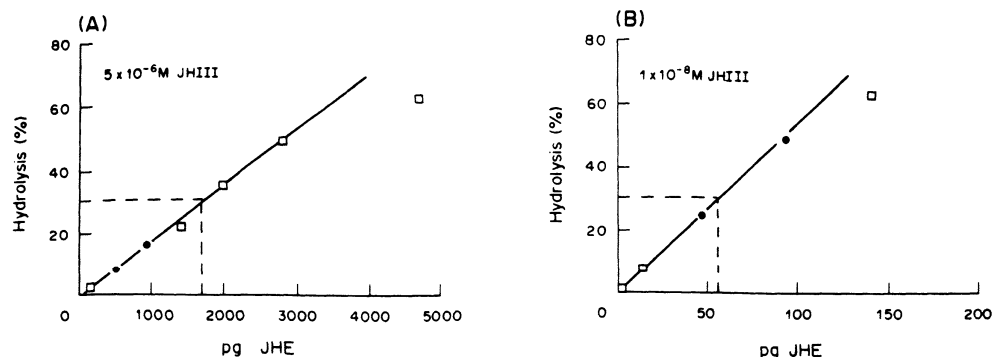 (A)
80
60
40
20
0
1000
2000
3000
4000
5000
Hydrolysis (%)
pg JHE
5 x 10⁻⁶M JHIII
(B)
80
60
40
20
0
50
100
150
200
Hydrolysis (%)
pg JHE
1 x 10⁻⁸M JHIII